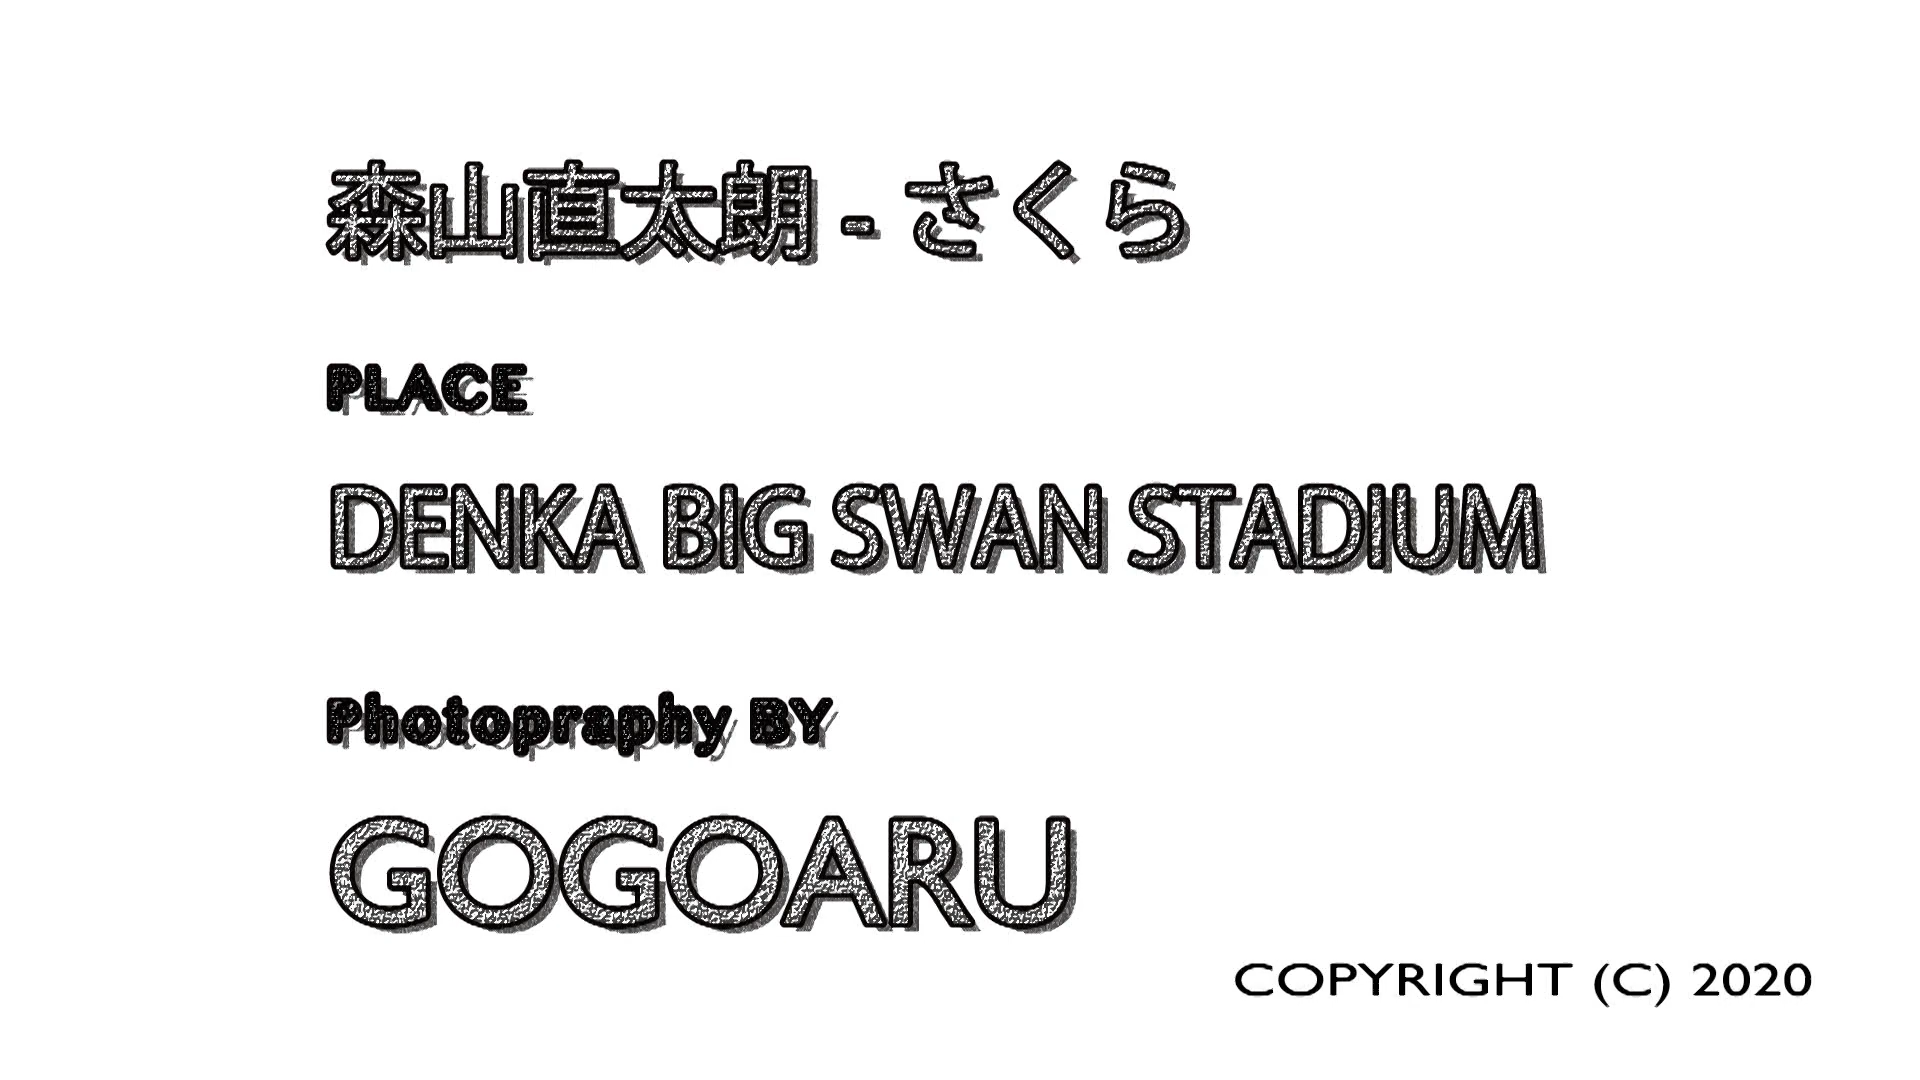 森山直太朗 - さくら
PLACE
DENKA BIG SWAN STADIUM
Photopraphy BY
GOGOARU
COPYRIGHT (C) 2020